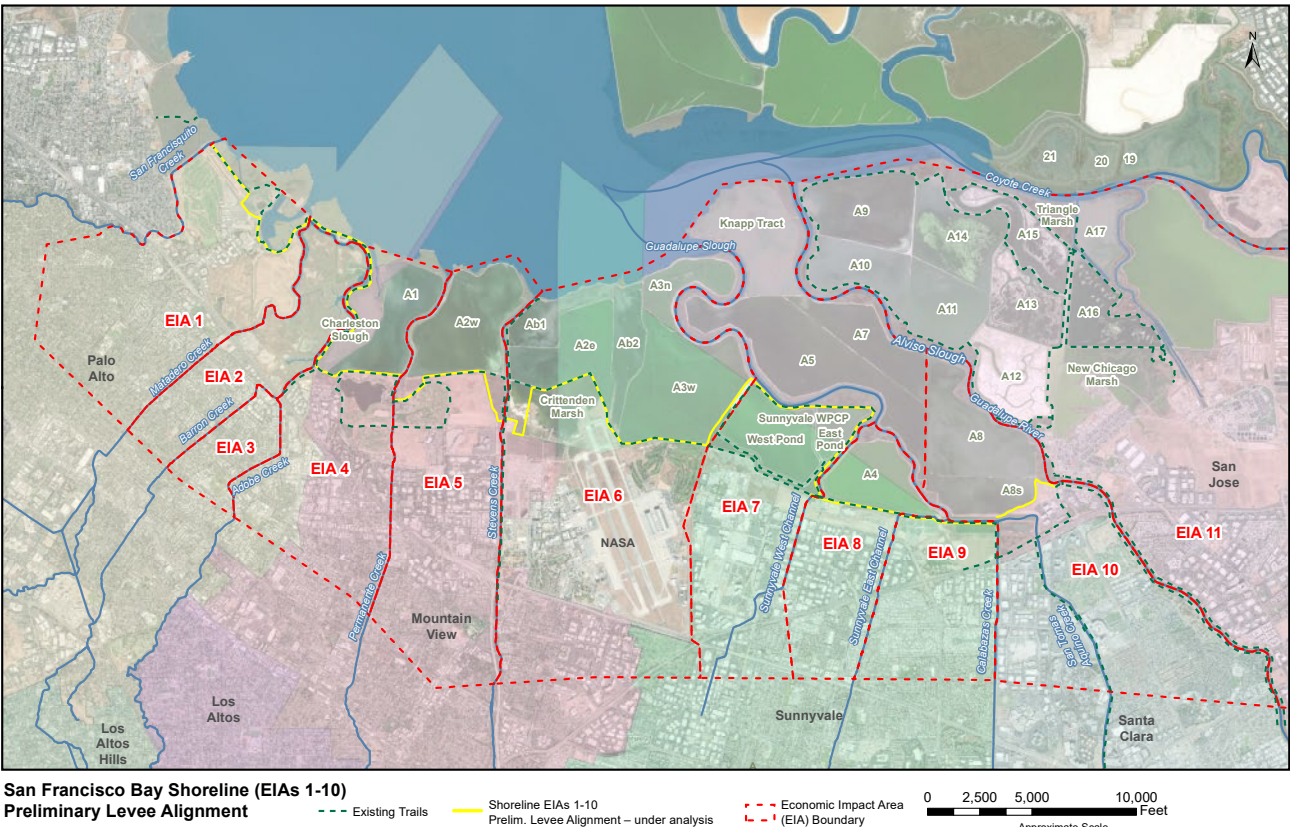 N
San Francisquito
Creek
21
20
19
Coyote Creek
Triangle
Marsh
A9
A15
A17
A14
Knapp Tract
Guadalupe Slough
A10
A3n
A1
A2w
Ab1
A11
A13
A16
EIA 1
Charleston
Slough
A2e
Ab2
A7
A5
Alviso Slough
Palo
Alto
Matadero Creek
EIA 2
A3w
A12
New Chicago
Marsh
Crittenden
Marsh
Barron Creek
Sunnyvale WPCP
West Pond
East
Pond
Guadalupe River
A8
EIA 3
Adobe Creek
EIA 4
EIA 5
Stevens Creek
EIA 6
A4
A8s
San
Jose
EIA 7
NASA
Sunnyvale West Channel
EIA 8
Sunnyvale East Channel
EIA 9
EIA 10
EIA 11
Permanente Creek
Mountain
View
Calabazas Creek
San Tomas
Aquino Creek
Los
Altos
Los
Altos
Hills
Sunnyvale
Santa
Clara
San Francisco Bay Shoreline (EIAs 1-10)
Preliminary Levee Alignment
Existing Trails
Shoreline EIAs 1-10
Prelim. Levee Alignment – under analysis
Economic Impact Area
(EIA) Boundary
0 2,500 5,000 10,000
Feet
Approximate Scale